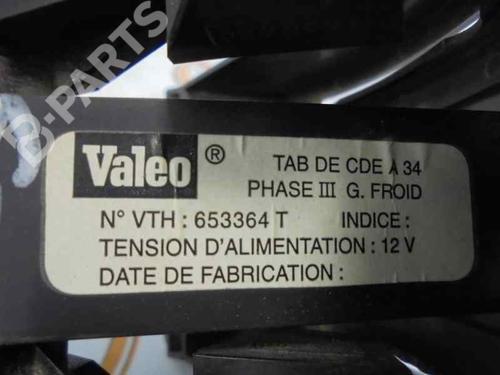 B-PARTS
Valeo ® TAB DE CDE A 34
PHASE III G. FROID
N° VTH : 653364 T INDICE :
TENSION D'ALIMENTATION : 12 V
DATE DE FABRICATION :